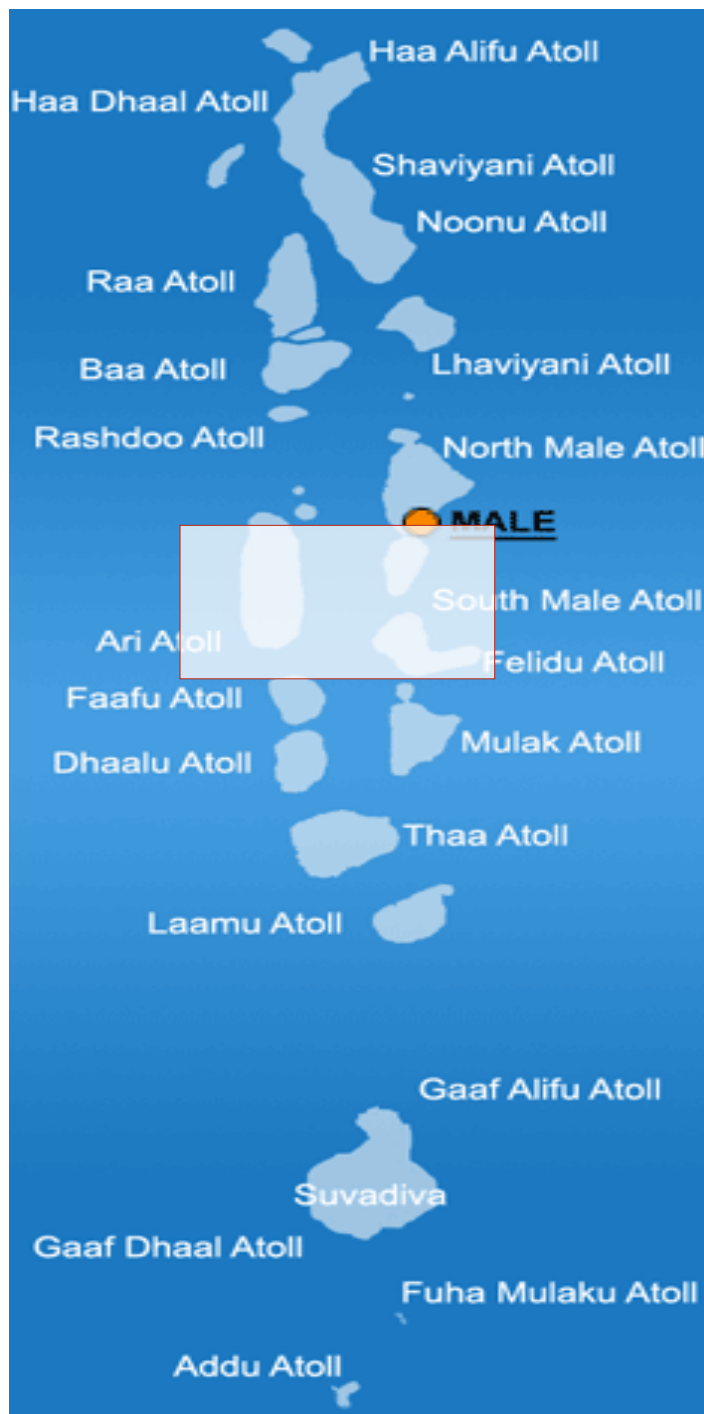 Haa Alifu Atoll
Haa Dhaal Atoll
Shaviyani Atoll
Noonu Atoll
Raa Atoll
Lhaviyani Atoll
Baa Atoll
Rashdoo Atoll
North Male Atoll
MALE
South Male Atoll
Ari Atoll
Felidu Atoll
Faafu Atoll
Mulak Atoll
Dhaalu Atoll
Thaa Atoll
Laamu Atoll
Gaaf Alifu Atoll
Suvadiva
Gaaf Dhaal Atoll
Fuha Mulaku Atoll
Addu Atoll